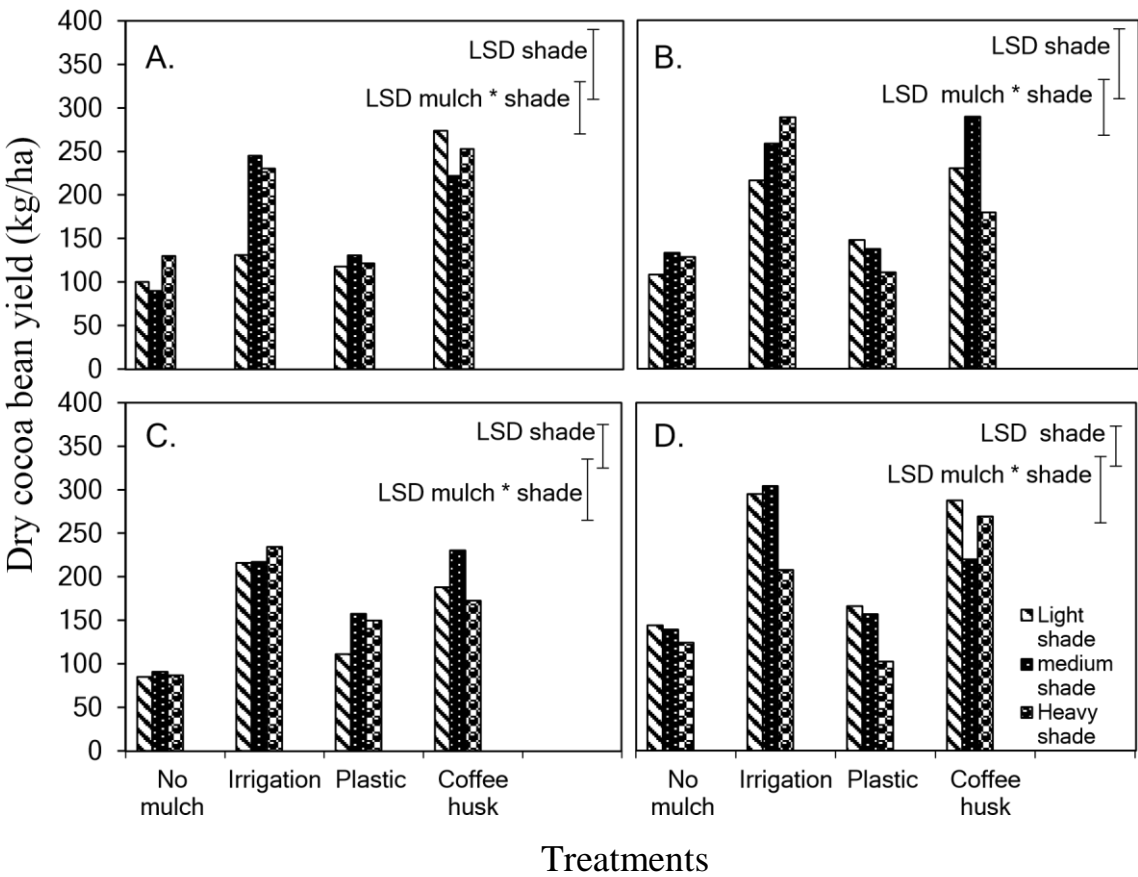 Dry cocoa bean yield (kg/ha)
400
350
300
250
200
150
100
50
0
A.
LSD shade
LSD mulch * shade
B.
LSD shade
LSD mulch * shade
400
350
300
250
200
150
100
50
0
C.
LSD shade
LSD mulch * shade
D.
LSD shade
LSD mulch * shade
Light
shade
medium
shade
Heavy
shade
No
mulch
Irrigation
Plastic
Coffee
husk
No
mulch
Irrigation
Plastic
Coffee
husk
Treatments